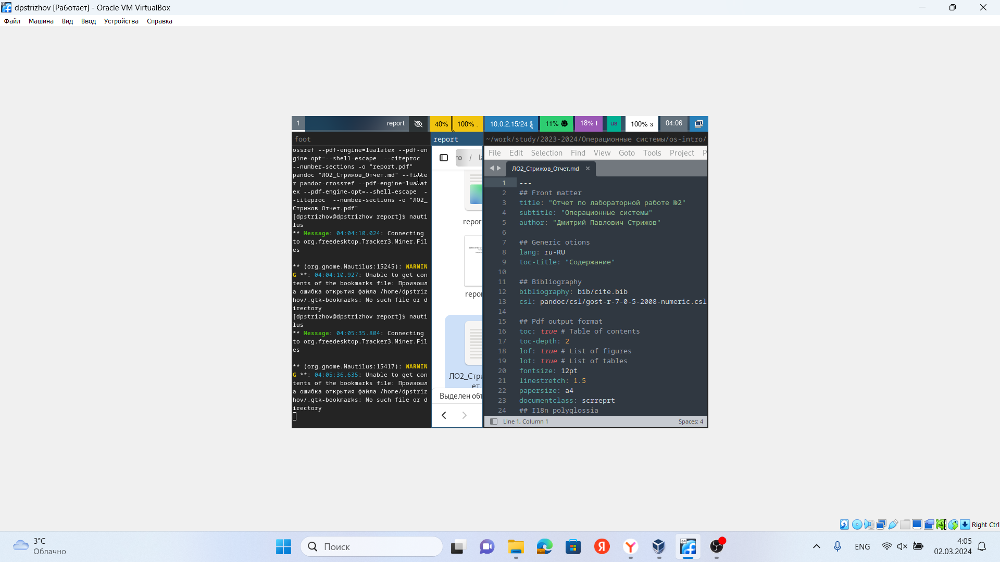 dpstrizhov [Работает] - Oracle VM VirtualBox
Файл Машина Вид Ввод Устройства Справка
1 report 40% 100% 10.0.2.15/24 11% 18% us 100% 04:06
foot
ossref --pdf-engine=lualatex --pdf-en
gine-opt=--shell-escape --citeproc
--number-sections -o "report.pdf"
pandoc "ЛО2_Стрижов_Отчет.md" --filte
r pandoc-crossref --pdf-engine=lualat
ex --pdf-engine-opt=--shell-escape -
-citeproc --number-sections -o "ЛО2_
Стрижов_Отчет.pdf"
[dpstrizhov@dpstrizhov report]$ nauti
lus
** Message: 04:04:10.024: Connecting
to org.freedesktop.Tracker3.Miner.Fil
es
** (org.gnome.Nautilus:15245): WARNIN
G **: 04:04:10.927: Unable to get con
tents of the bookmarks file: Произошл
а ошибка открытия файла /home/dpstriz
hov/.gtk-bookmarks: No such file or d
irectory
[dpstrizhov@dpstrizhov report]$ nauti
lus
** Message: 04:05:35.804: Connecting
to org.freedesktop.Tracker3.Miner.Fil
es
** (org.gnome.Nautilus:15417): WARNIN
G **: 04:05:36.635: Unable to get con
tents of the bookmarks file: Произошл
а ошибка открытия файла /home/dpstriz
hov/.gtk-bookmarks: No such file or d
irectory
report
ro / la
repor
repor
ЛО2_Стри
ет.
Выделен объ
~/work/study/2023-2024/Операционные системы/os-intro/
File Edit Selection Find View Goto Tools Project P
ЛО2_Стрижов_Отчет.md ×
1 ---
2 ## Front matter
3 title: "Отчет по лабораторной работе №2"
4 subtitle: "Операционные системы"
5 author: "Дмитрий Павлович Стрижов"
6
7 ## Generic otions
8 lang: ru-RU
9 toc-title: "Содержание"
10
11 ## Bibliography
12 bibliography: bib/cite.bib
13 csl: pandoc/csl/gost-r-7-0-5-2008-numeric.csl
14
15 ## Pdf output format
16 toc: true # Table of contents
17 toc-depth: 2
18 lof: true # List of figures
19 lot: true # List of tables
20 fontsize: 12pt
21 linestretch: 1.5
22 papersize: a4
23 documentclass: scrreprt
24 ## I18n polyglossia
Line 1, Column 1 Spaces: 4
Right Ctrl
3°C
Облачно
Поиск
ENG
4:05
02.03.2024